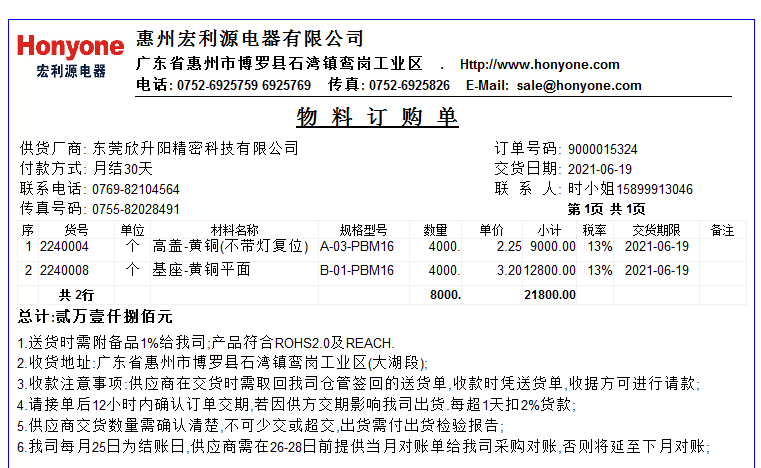 Honyone
宏利源电器
惠州宏利源电器有限公司
广东省惠州市博罗县石湾镇鸾岗工业区 . Http://www.honyone.com
电话: 0752-6925759 6925769 传真: 0752-6925826 E-Mail: sale@honyone.com
物 料 订 购 单
供货厂商: 东莞欣升阳精密科技有限公司 订单号码: 9000015324
付款方式: 月结30天 交货日期: 2021-06-19
联系电话: 0769-82104564 联 系 人: 时小姐15899913046
传真号码: 0755-82028491 第1页 共1页
序 货号 单位 材料名称 规格型号 数量 单价 小计 税率 交货期限 备注
1 2240004 个 高盖-黄铜(不带灯复位) A-03-PBM16 4000. 2.25 9000.00 13% 2021-06-19
2 2240008 个 基座-黄铜平面 B-01-PBM16 4000. 3.20 12800.00 13% 2021-06-19
共 2行 8000. 21800.00
总计:贰万壹仟捌佰元
1.送货时需附备品1%给我司;产品符合ROHS2.0及REACH.
2.收货地址:广东省惠州市博罗县石湾镇鸾岗工业区(大湖段);
3.收款注意事项:供应商在交货时需取回我司仓管签回的送货单,收款时凭送货单,收据方可进行请款;
4.请接单后12小时内确认订单交期,若因供方交期影响我司出货.每超1天扣2%货款;
5.供应商交货数量需确认清楚,不可少交或超交,出货需付出货检验报告;
6.我司每月25日为结账日,供应商需在26-28日前提供当月对账单给我司采购对账,否则将延至下月对账;